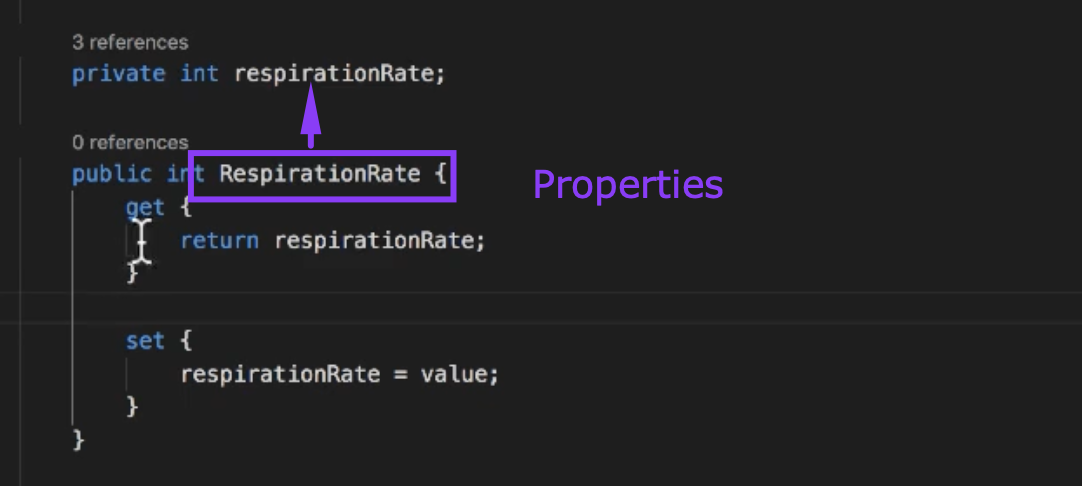 3 references
private int respirationRate;
0 references
public int RespirationRate {
Properties
get {
return respirationRate;
}
set {
respirationRate = value;
}
}